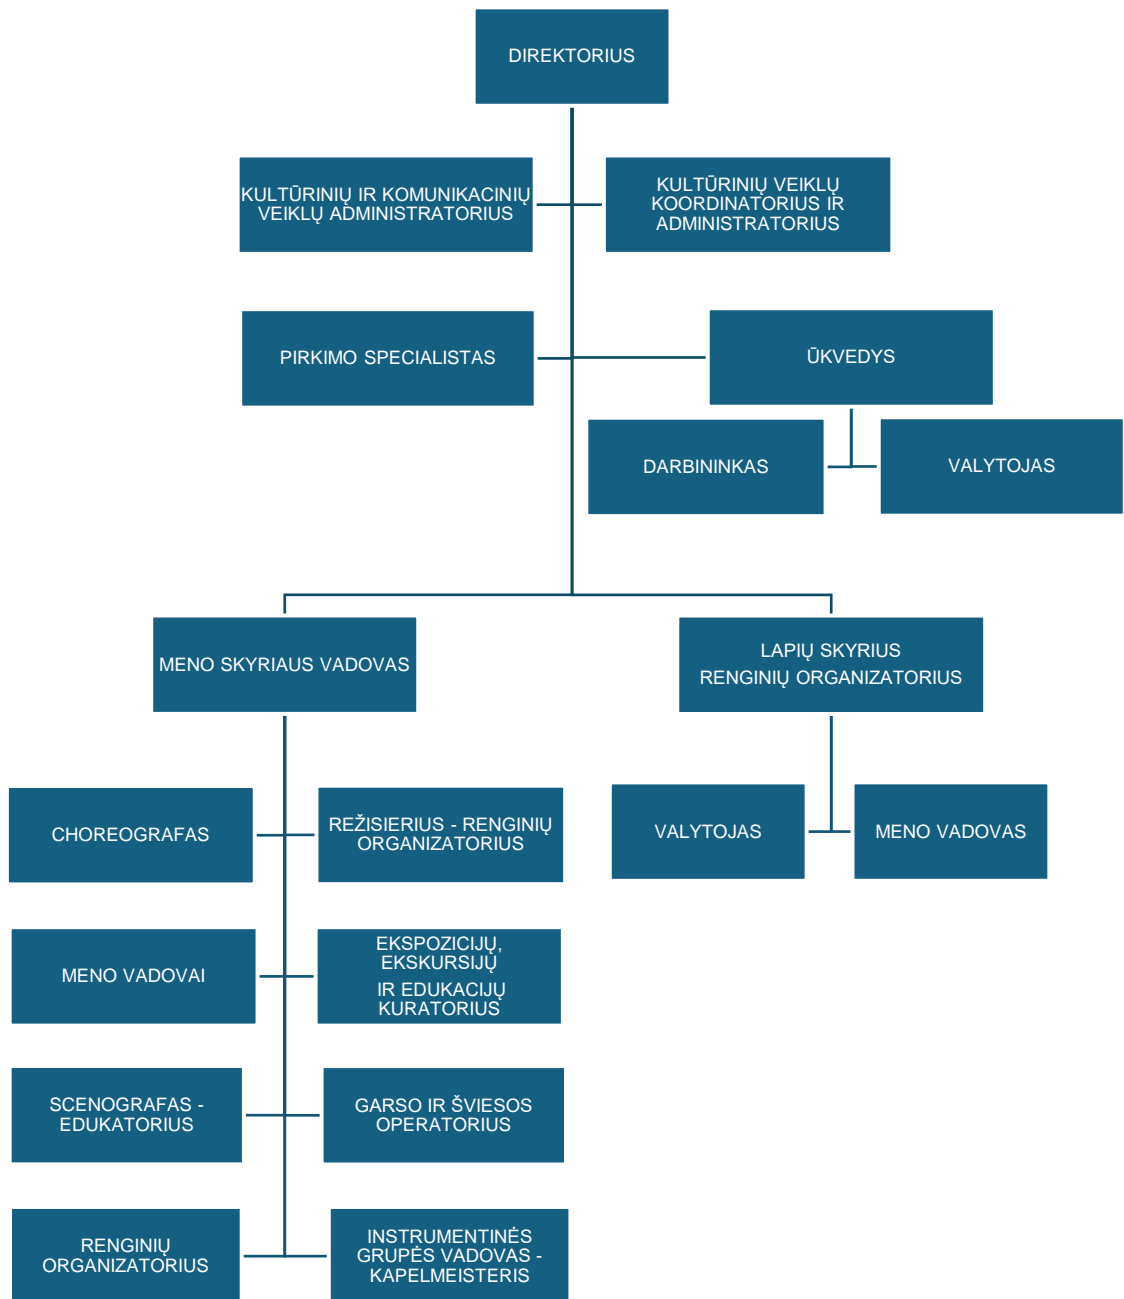 DIREKTORIUS
KULTŪRINIŲ IR KOMUNIKACINIŲ
VEIKLŲ ADMINISTRATORIUS
KULTŪRINIŲ VEIKLŲ
KOORDINATORIUS IR
ADMINISTRATORIUS
PIRKIMO SPECIALISTAS
ŪKVEDYS
DARBININKAS
VALYTOJAS
MENO SKYRIAUS VADOVAS
LAPIŲ SKYRIUS
RENGINIŲ ORGANIZATORIUS
CHOREOGRAFAS
REŽISIERIUS - RENGINIŲ
ORGANIZATORIUS
VALYTOJAS
MENO VADOVAS
MENO VADOVAI
EKSPOZICIJŲ,
EKSKURSIJŲ
IR EDUKACIJŲ
KURATORIUS
SCENOGRAFAS -
EDUKATORIUS
GARSO IR ŠVIESOS
OPERATORIUS
RENGINIŲ
ORGANIZATORIUS
INSTRUMENTINĖS
GRUPĖS VADOVAS -
KAPELMEISTERIS